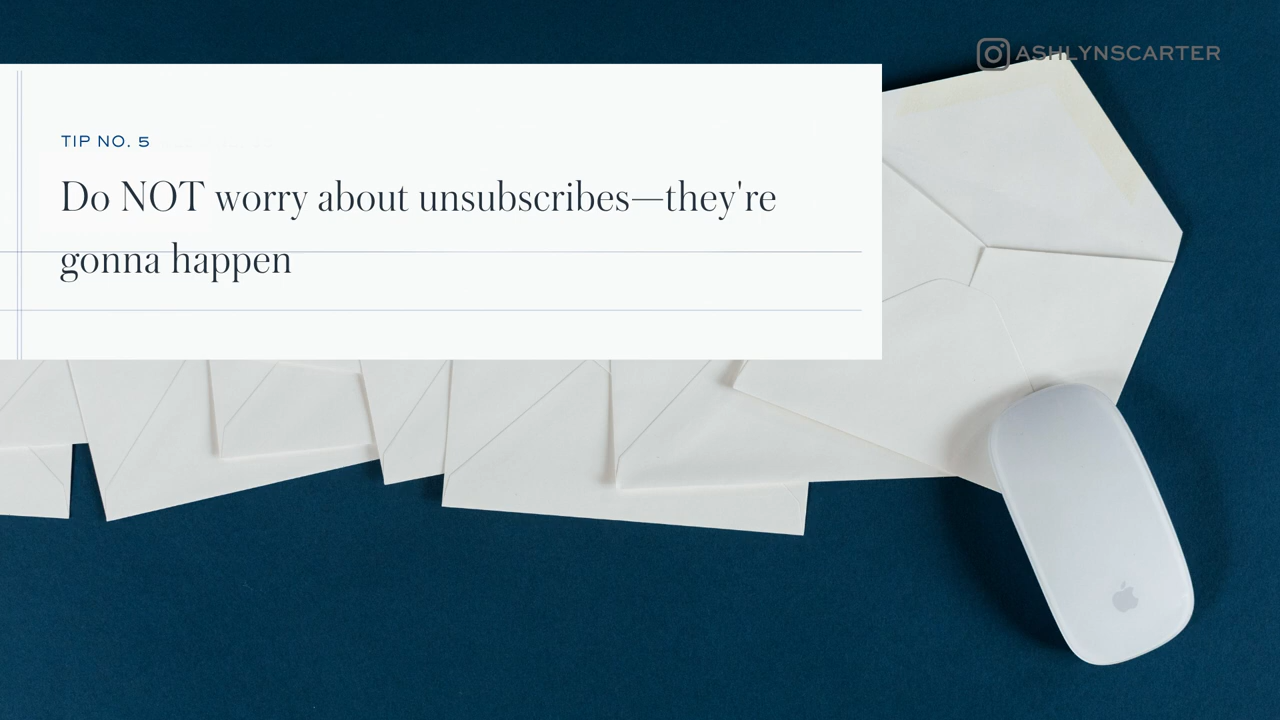 ASHLYNSCARTER
TIP NO. 5
Do NOT worry about unsubscribes—they're
gonna happen